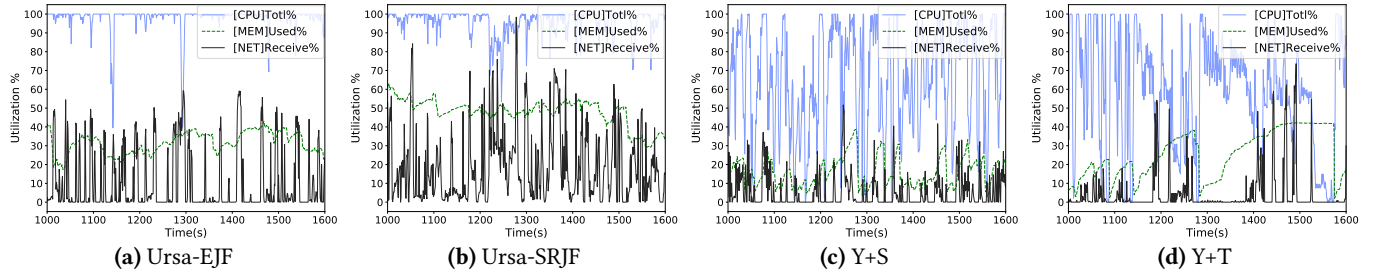 [CPU]Totl%
[MEM]Used%
[NET]Receive%
100
90
80
70
60
50
40
30
20
10
0
Utilization %
1000 1100 1200 1300 1400 1500 1600
Time(s)
(a) Ursa-EJF
[CPU]Totl%
[MEM]Used%
[NET]Receive%
100
90
80
70
60
50
40
30
20
10
0
Utilization %
1000 1100 1200 1300 1400 1500 1600
Time(s)
(b) Ursa-SRJF
[CPU]Totl%
[MEM]Used%
[NET]Receive%
100
90
80
70
60
50
40
30
20
10
0
Utilization %
1000 1100 1200 1300 1400 1500 1600
Time(s)
(c) Y+S
[CPU]Totl%
[MEM]Used%
[NET]Receive%
100
90
80
70
60
50
40
30
20
10
0
Utilization %
1000 1100 1200 1300 1400 1500 1600
Time(s)
(d) Y+T